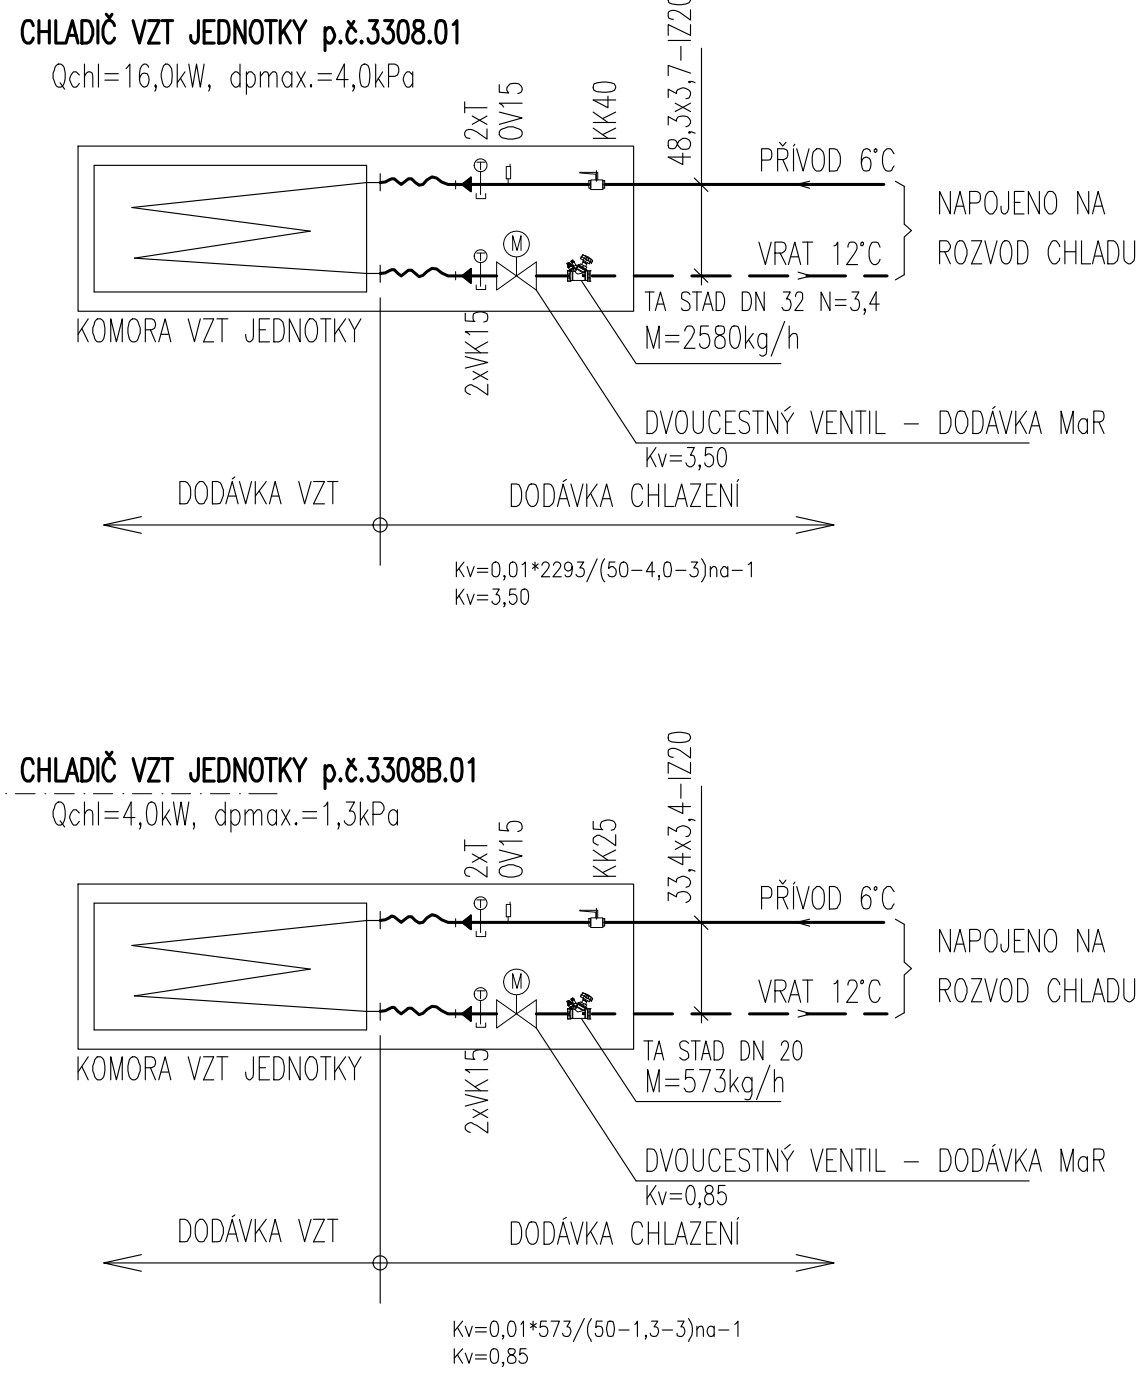 CHLADIČ VZT JEDNOTKY p.č.3308.01
Qchl=16,0kW, dpmax.=4,0kPa
2xT
OV15
KK40
48,3x3,7-IZ20
PŘÍVOD 6°C
NAPOJENO NA
ROZVOD CHLADU
T
M
T
VRAT 12°C
TA STAD DN 32 N=3,4
M=2580kg/h
KOMORA VZT JEDNOTKY
2xVK15
DVOUCESTNÝ VENTIL - DODÁVKA MaR
Kv=3,50
DODÁVKA VZT
DODÁVKA CHLAZENÍ
Kv=0,01*2293/(50-4,0-3)na-1
Kv=3,50
CHLADIČ VZT JEDNOTKY p.č.3308B.01
Qchl=4,0kW, dpmax.=1,3kPa
2xT
OV15
KK25
33,4x3,4-IZ20
PŘÍVOD 6°C
NAPOJENO NA
ROZVOD CHLADU
T
M
T
VRAT 12°C
TA STAD DN 20
M=573kg/h
KOMORA VZT JEDNOTKY
2xVK15
DVOUCESTNÝ VENTIL - DODÁVKA MaR
Kv=0,85
DODÁVKA VZT
DODÁVKA CHLAZENÍ
Kv=0,01*573/(50-1,3-3)na-1
Kv=0,85